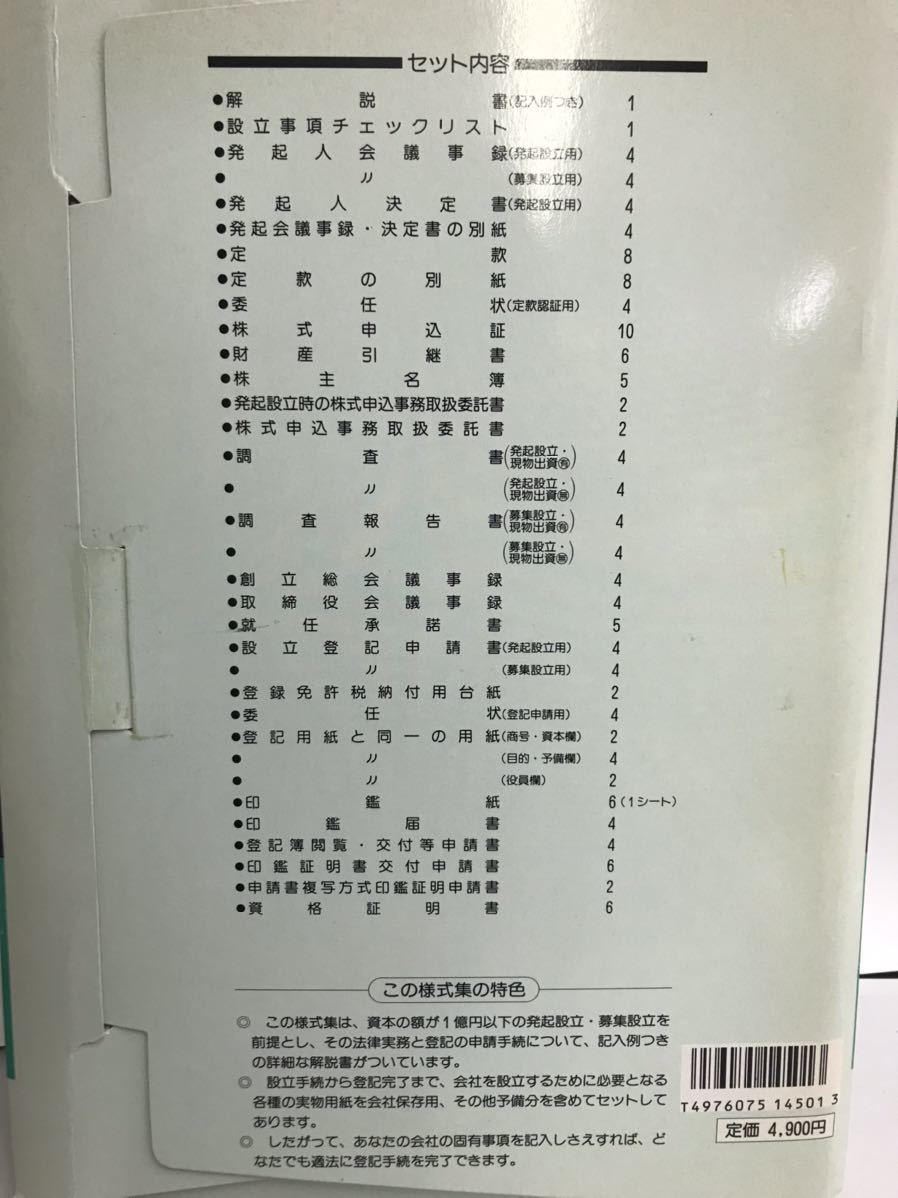 セット内容
●解説書(記入例つき) 1
●設立事項チェックリスト 1
●発起人会議事録(発起設立用) 4
● 〃 (募集設立用) 4
●発起人決定書(発起設立用) 4
●発起会議事録・決定書の別紙 4
●定款 8
●定款の別紙 8
●委任状(定款認証用) 4
●株式申込証 10
●財産引継書 6
●株主名簿 5
●発起設立時の株式申込事務取扱委託書 2
●株式申込事務取扱委託書 2
●調査書(発起設立・現物出資㊒) 4
● 〃 (発起設立・現物出資㊚) 4
●調査報告書(募集設立・現物出資㊒) 4
● 〃 (募集設立・現物出資無) 4
●創立総会議事録 4
●取締役会議事録 4
●就任承諾書 5
●設立登記申請書(発起設立用) 4
● 〃 (募集設立用) 4
●登録免許税納付用台紙 2
●委任状(登記申請用) 4
●登記用紙と同一の用紙(商号・資本欄) 2
● 〃 (目的・予備欄) 4
● 〃 (役員欄) 2
●印鑑紙 6(1シート)
●印鑑届書 4
●登記簿閲覧・交付等申請書 4
●印鑑証明書交付申請書 6
●申請書複写方式印鑑証明申請書 2
●資格証明書 6
この様式集の特色
◎ この様式集は、資本の額が1億円以下の発起設立・募集設立を
前提とし、その法律実務と登記の申請手続について、記入例つき
の詳細な解説書がついています。
◎ 設立手続から登記完了まで、会社を設立するために必要となる
各種の実物用紙を会社保存用、その他予備分を含めてセットして
あります。
◎ したがって、あなたの会社の固有事項を記入しさえすれば、ど
なたでも適法に登記手続を完了できます。
T4976075 14501 3
定価 4,900円